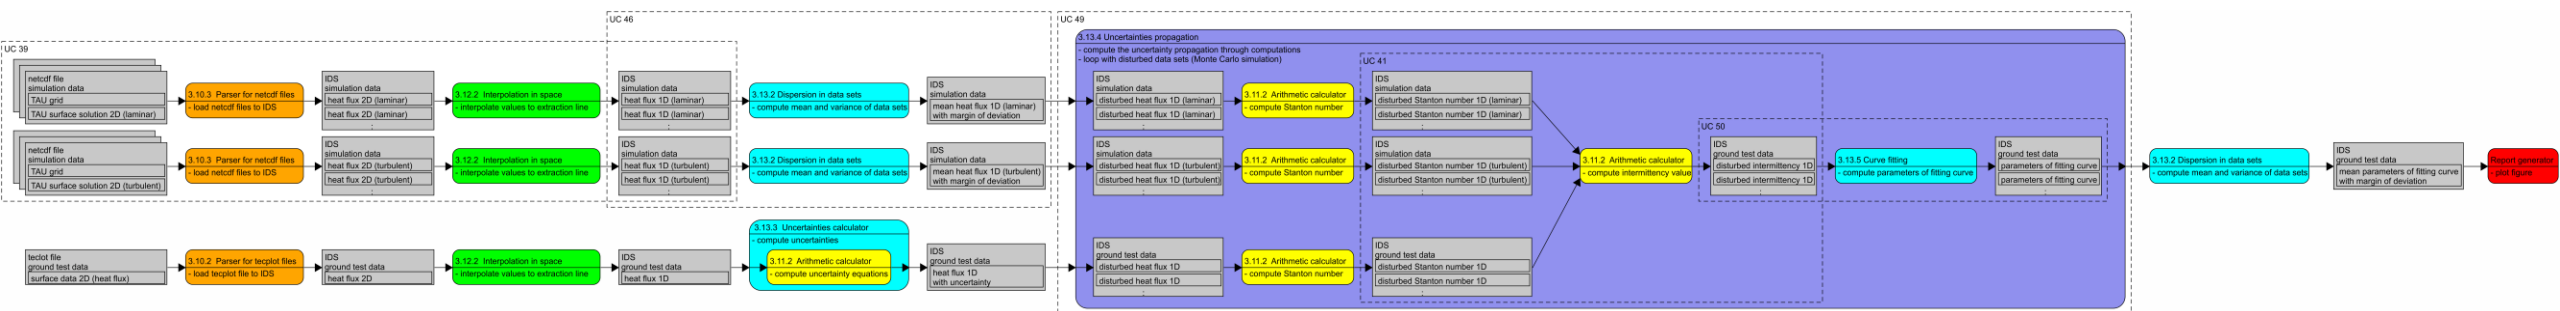 UC 39
netcdf file
simulation data
TAU grid
TAU surface solution 2D (laminar)
3.10.3 Parser for netcdf files
- load netcdf files to IDS
IDS
simulation data
heat flux 2D (laminar)
heat flux 2D (laminar)
:
3.12.2 Interpolation in space
- interpolate values to extraction line
UC 46
IDS
simulation data
heat flux 1D (laminar)
heat flux 1D (laminar)
:
3.13.2 Dispersion in data sets
- compute mean and variance of data sets
IDS
simulation data
mean heat flux 1D (laminar)
with margin of deviation
netcdf file
simulation data
TAU grid
TAU surface solution 2D (turbulent)
3.10.3 Parser for netcdf files
- load netcdf files to IDS
IDS
simulation data
heat flux 2D (turbulent)
heat flux 2D (turbulent)
:
3.12.2 Interpolation in space
- interpolate values to extraction line
IDS
simulation data
heat flux 1D (turbulent)
heat flux 1D (turbulent)
:
3.13.2 Dispersion in data sets
- compute mean and variance of data sets
IDS
simulation data
mean heat flux 1D (turbulent)
with margin of deviation
teclot file
ground test data
surface data 2D (heat flux)
3.10.2 Parser for tecplot files
- load tecplot file to IDS
IDS
ground test data
heat flux 2D
3.12.2 Interpolation in space
- interpolate values to extraction line
IDS
ground test data
heat flux 1D
3.13.3 Uncertainties calculator
- compute uncertainties
3.11.2 Arithmetic calculator
- compute uncertainty equations
IDS
ground test data
heat flux 1D
with uncertainty
UC 49
3.13.4 Uncertainties propagation
- compute the uncertainty propagation through computations
- loop with disturbed data sets (Monte Carlo simulation)
IDS
simulation data
disturbed heat flux 1D (laminar)
disturbed heat flux 1D (laminar)
:
3.11.2 Arithmetic calculator
- compute Stanton number
UC 41
IDS
simulation data
disturbed Stanton number 1D (laminar)
disturbed Stanton number 1D (laminar)
:
IDS
simulation data
disturbed heat flux 1D (turbulent)
disturbed heat flux 1D (turbulent)
:
3.11.2 Arithmetic calculator
- compute Stanton number
IDS
simulation data
disturbed Stanton number 1D (turbulent)
disturbed Stanton number 1D (turbulent)
:
IDS
ground test data
disturbed heat flux 1D
disturbed heat flux 1D
:
3.11.2 Arithmetic calculator
- compute Stanton number
IDS
ground test data
disturbed Stanton number 1D
disturbed Stanton number 1D
:
3.11.2 Arithmetic calculator
- compute intermittency value
UC 50
IDS
ground test data
disturbed intermittency 1D
disturbed intermittency 1D
:
3.13.5 Curve fitting
- compute parameters of fitting curve
IDS
ground test data
parameters of fitting curve
parameters of fitting curve
:
3.13.2 Dispersion in data sets
- compute mean and variance of data sets
IDS
ground test data
mean parameters of fitting curve
with margin of deviation
Report generator
- plot figure